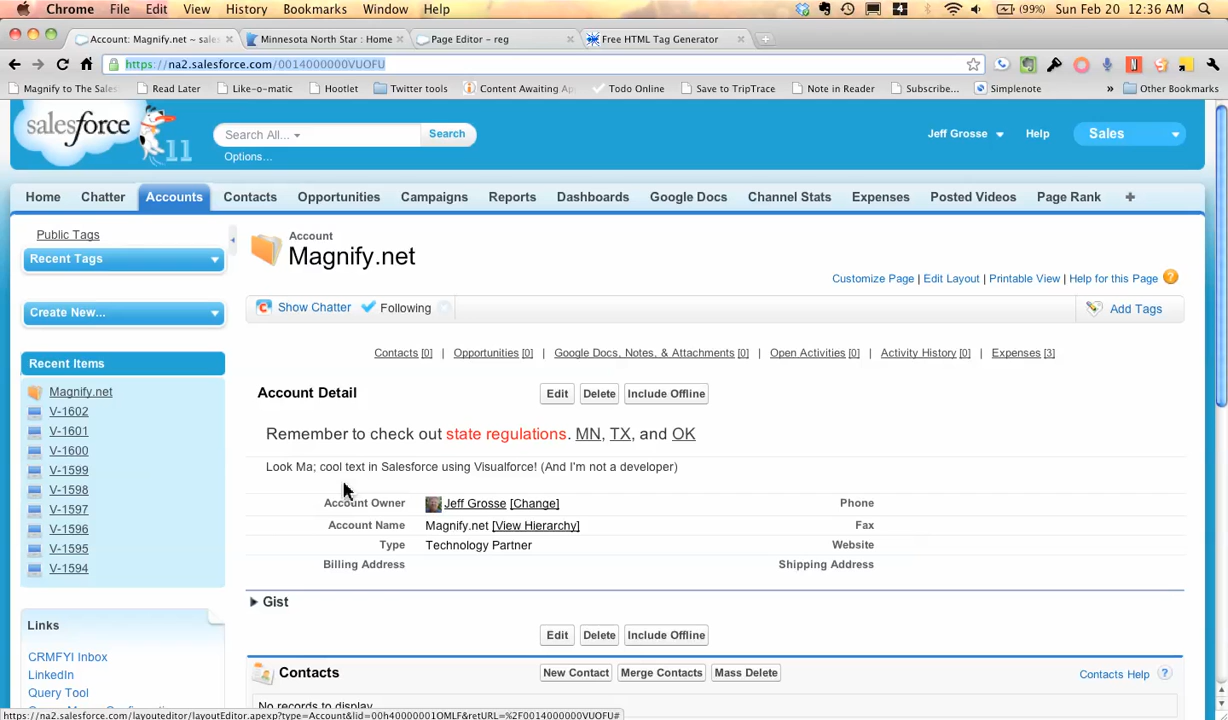 Chrome File Edit View History Bookmarks Window Help 4 (99%) Sun Feb 20 12:36 AM
Account: Magnify.net ~ sales Minnesota North Star : Home Page Editor - reg Free HTML Tag Generator
https://na2.salesforce.com/0014000000VUOFU
Magnify to The Sales Read Later Like-o-matic Hootlet Twitter tools Content Awaiting Ap Todo Online Save to TripTrace Note in Reader Subscribe... Simplenote » Other Bookmarks
salesforce 11
Search All... Search
Options...
Jeff Grosse Help Sales
Home Chatter Accounts Contacts Opportunities Campaigns Reports Dashboards Google Docs Channel Stats Expenses Posted Videos Page Rank +
Public Tags
Recent Tags
Create New...
Recent Items
Magnify.net
V-1602
V-1601
V-1600
V-1599
V-1598
V-1597
V-1596
V-1595
V-1594
Links
CRMFYI Inbox
LinkedIn
Query Tool
Account
Magnify.net
Customize Page | Edit Layout | Printable View | Help for this Page
Show Chatter Following Add Tags
Contacts [0] | Opportunities [0] | Google Docs, Notes, & Attachments [0] | Open Activities [0] | Activity History [0] | Expenses [3]
Account Detail Edit Delete Include Offline
Remember to check out state regulations. MN, TX, and OK
Look Ma; cool text in Salesforce using Visualforce! (And I'm not a developer)
Account Owner Jeff Grosse [Change] Phone
Account Name Magnify.net [View Hierarchy] Fax
Type Technology Partner Website
Billing Address Shipping Address
Gist
Edit Delete Include Offline
Contacts New Contact Merge Contacts Mass Delete Contacts Help
No records to display
https://na2.salesforce.com/layouteditor/layoutEditor.apexp?type=Account&lid=00h40000001OMLF&retURL=%2F0014000000VUOFU#